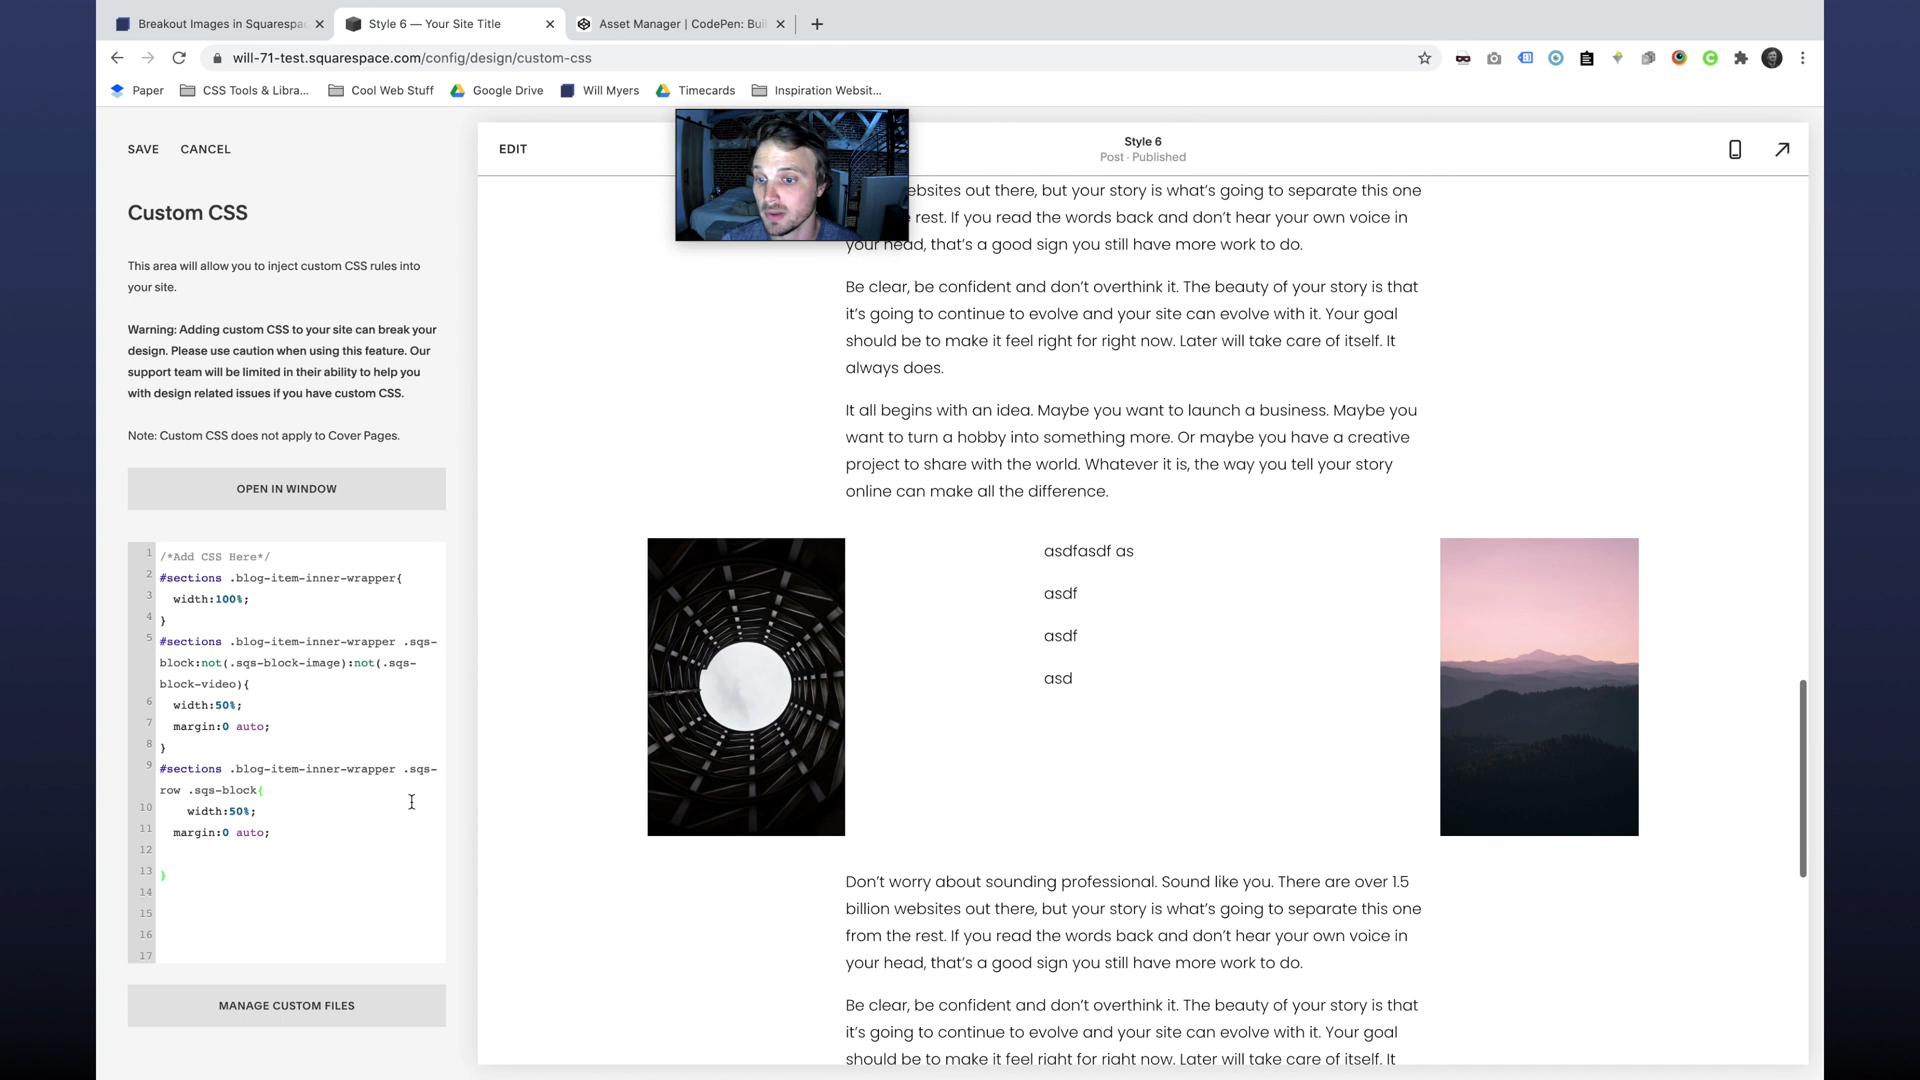 Breakout Images in Squarespa
Style 6 — Your Site Title
Asset Manager | CodePen: Bui
will-71-test.squarespace.com/config/design/custom-css
Paper
CSS Tools & Libra...
Cool Web Stuff
Google Drive
Will Myers
Timecards
Inspiration Websit...
SAVE
CANCEL
Custom CSS
This area will allow you to inject custom CSS rules into
your site.
Warning: Adding custom CSS to your site can break your
design. Please use caution when using this feature. Our
support team will be limited in their ability to help you
with design related issues if you have custom CSS.
Note: Custom CSS does not apply to Cover Pages.
OPEN IN WINDOW
1 /*Add CSS Here*/
2 #sections .blog-item-inner-wrapper{
3 width:100%;
4 }
5 #sections .blog-item-inner-wrapper .sqs-
block:not(.sqs-block-image):not(.sqs-
block-video){
6 width:50%;
7 margin:0 auto;
8 }
9 #sections .blog-item-inner-wrapper .sqs-
row .sqs-block{
10 width:50%;
11 margin:0 auto;
12
13 }
14
15
16
17
MANAGE CUSTOM FILES
EDIT
Style 6
Post · Published
ebsites out there, but your story is what's going to separate this one
rest. If you read the words back and don't hear your own voice in
your head, that's a good sign you still have more work to do.
Be clear, be confident and don't overthink it. The beauty of your story is that
it's going to continue to evolve and your site can evolve with it. Your goal
should be to make it feel right for right now. Later will take care of itself. It
always does.
It all begins with an idea. Maybe you want to launch a business. Maybe you
want to turn a hobby into something more. Or maybe you have a creative
project to share with the world. Whatever it is, the way you tell your story
online can make all the difference.
asdfasdf as
asdf
asdf
asd
Don't worry about sounding professional. Sound like you. There are over 1.5
billion websites out there, but your story is what's going to separate this one
from the rest. If you read the words back and don't hear your own voice in
your head, that's a good sign you still have more work to do.
Be clear, be confident and don't overthink it. The beauty of your story is that
it's going to continue to evolve and your site can evolve with it. Your goal
should be to make it feel right for right now. Later will take care of itself. It